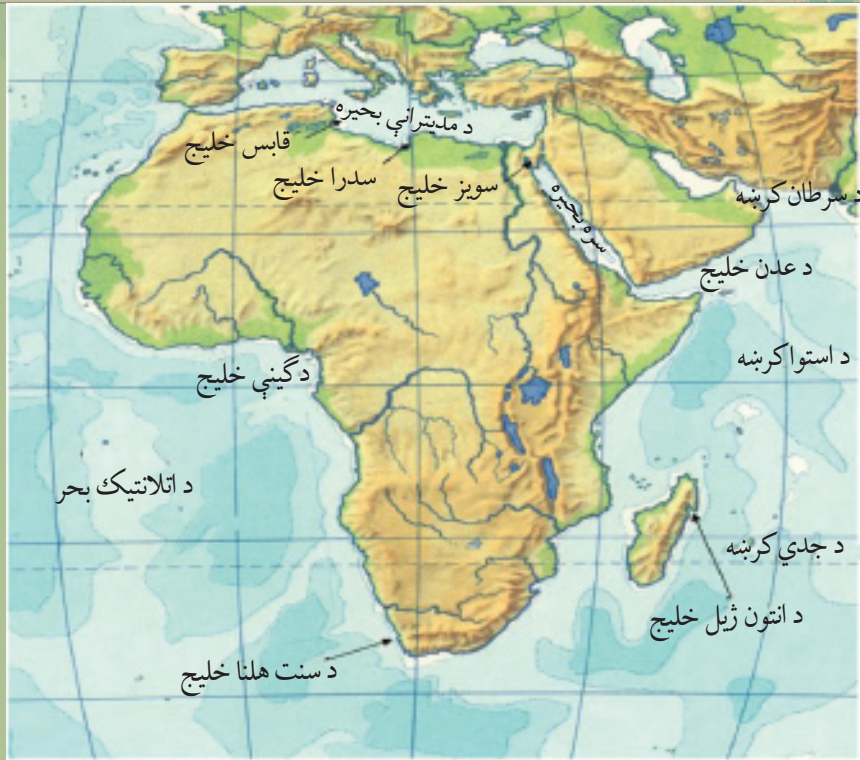 د مدیترانې بحیره
قابس خلیج
سدرا خلیج
سویز خلیج
سره بحیره
د سرطان کرښه
د عدن خلیج
د استوا کرښه
د ګینې خلیج
د اتلانتیک بحر
د جدي کرښه
د انتون ژیل خلیج
د سنت هلنا خلیج